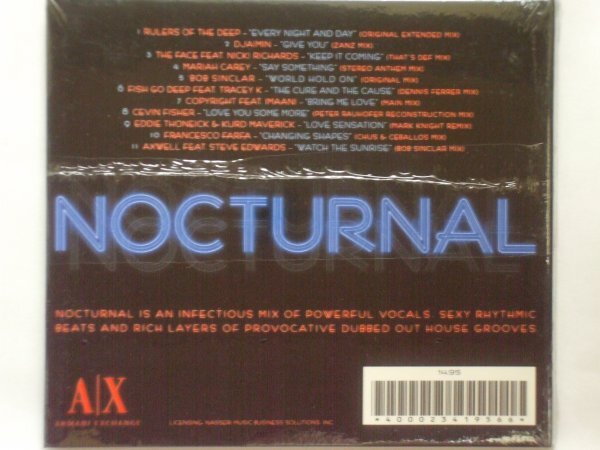 1 RULERS OF THE DEEP - "EVERY NIGHT AND DAY" (ORIGINAL EXTENDED MIX)
2 DJAIMIN - "GIVE YOU" (ZANZ MIX)
3 THE FACE FEAT. NICKI RICHARDS - "KEEP IT COMING" (THAT'S DEF MIX)
4 MARIAH CAREY - "SAY SOMETHING" (STEREO ANTHEM MIX)
5 BOB SINCLAR - "WORLD HOLD ON" (ORIGINAL MIX)
6 FISH GO DEEP FEAT. TRACEY K - "THE CURE AND THE CAUSE" (DENNIS FERRER MIX)
7 COPYRIGHT FEAT. IMAANI - "BRING ME LOVE" (MAIN MIX)
8 CEVIN FISHER - "LOVE YOU SOME MORE" (PETER RAUHOFER RECONSTRUCTION MIX)
9 EDDIE THONEICK & KURD MAVERICK - "LOVE SENSATION" (MARK KNIGHT REMIX)
10 FRANCESCO FARFA - "CHANGING SHAPES" (CHUS & CEBALLOS MIX)
11 AXWELL FEAT. STEVE EDWARDS - "WATCH THE SUNRISE" (BOB SINCLAR MIX)
NOCTURNAL
NOCTURNAL IS AN INFECTIOUS MIX OF POWERFUL VOCALS. SEXY RHYTHMIC
BEATS AND RICH LAYERS OF PROVOCATIVE DUBBED OUT HOUSE GROOVES
A|X
ARMANI EXCHANGE
LICENSING: NASSER MUSIC BUSINESS SOLUTIONS, INC.
14.95
*400023419566*